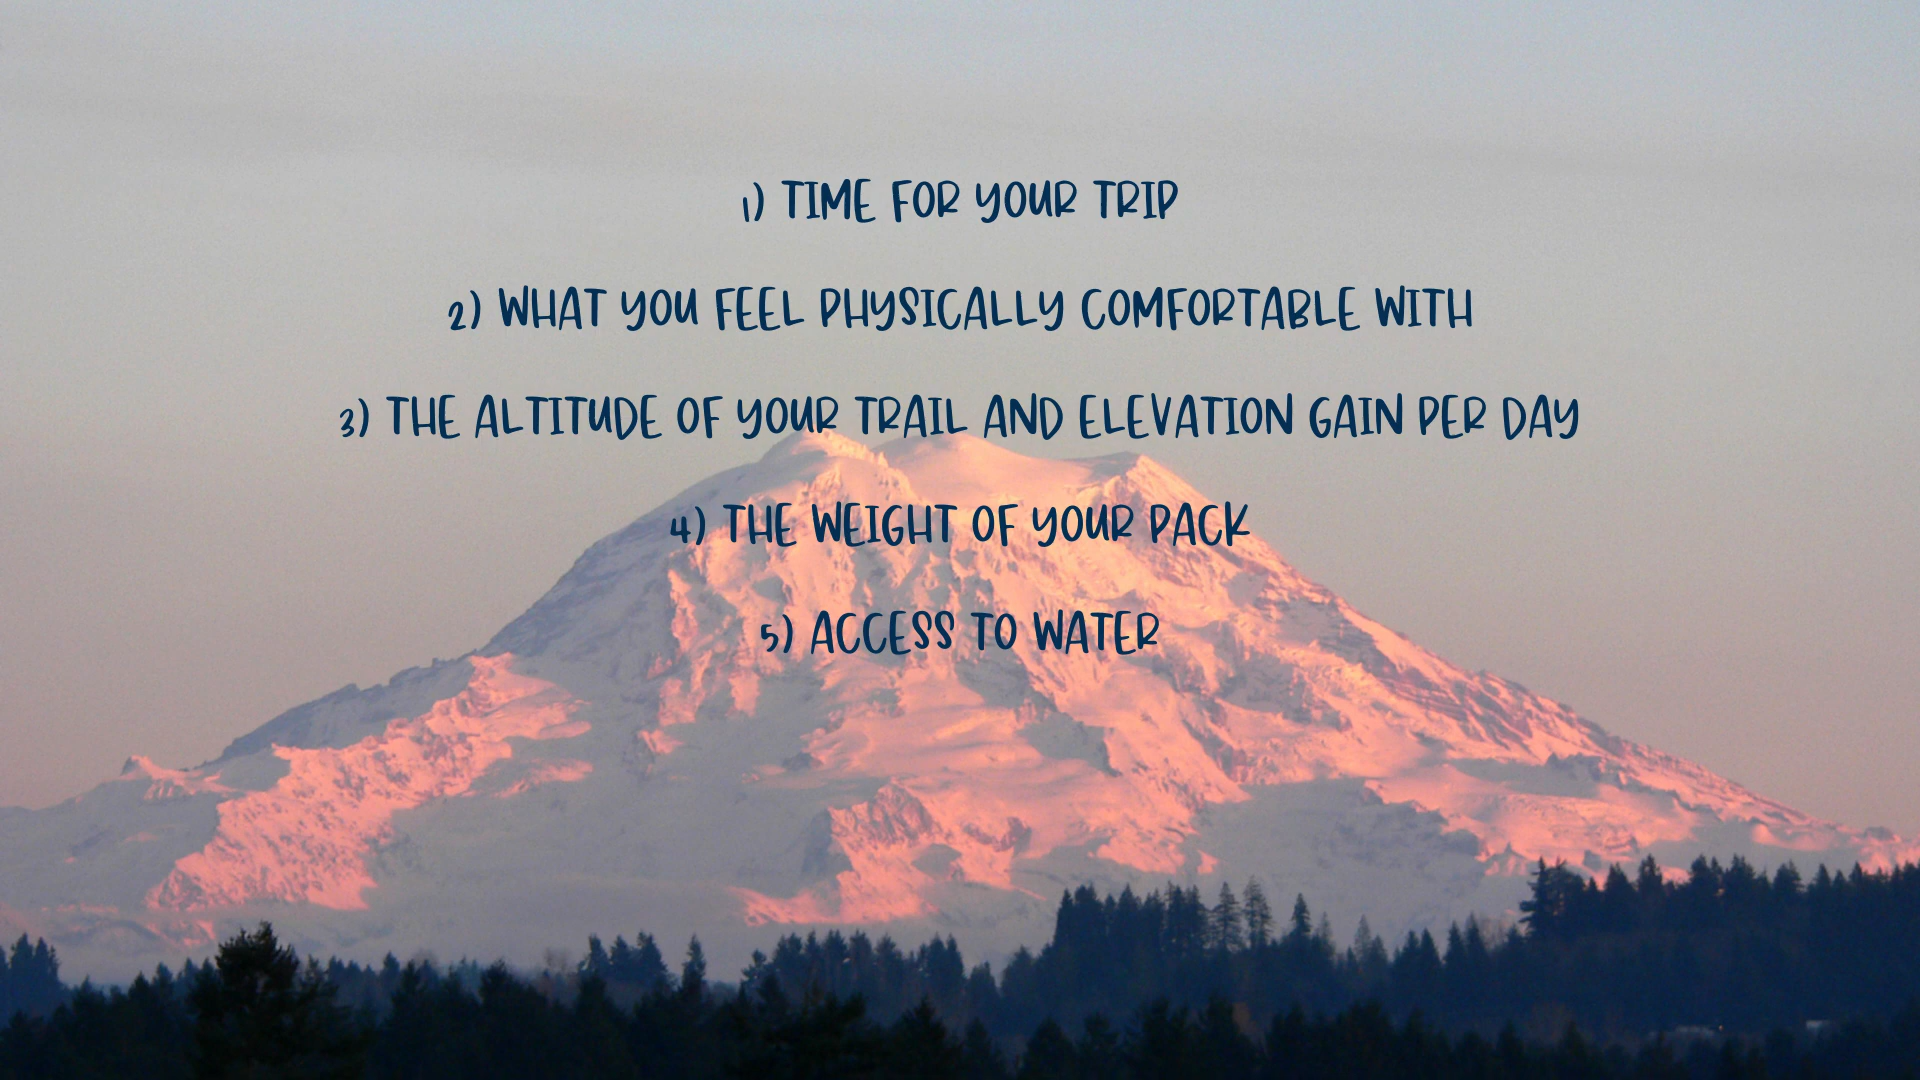 1) TIME FOR YOUR TRIP
2) WHAT YOU FEEL PHYSICALLY COMFORTABLE WITH
3) THE ALTITUDE OF YOUR TRAIL AND ELEVATION GAIN PER DAY
4) THE WEIGHT OF YOUR PACK
5) ACCESS TO WATER